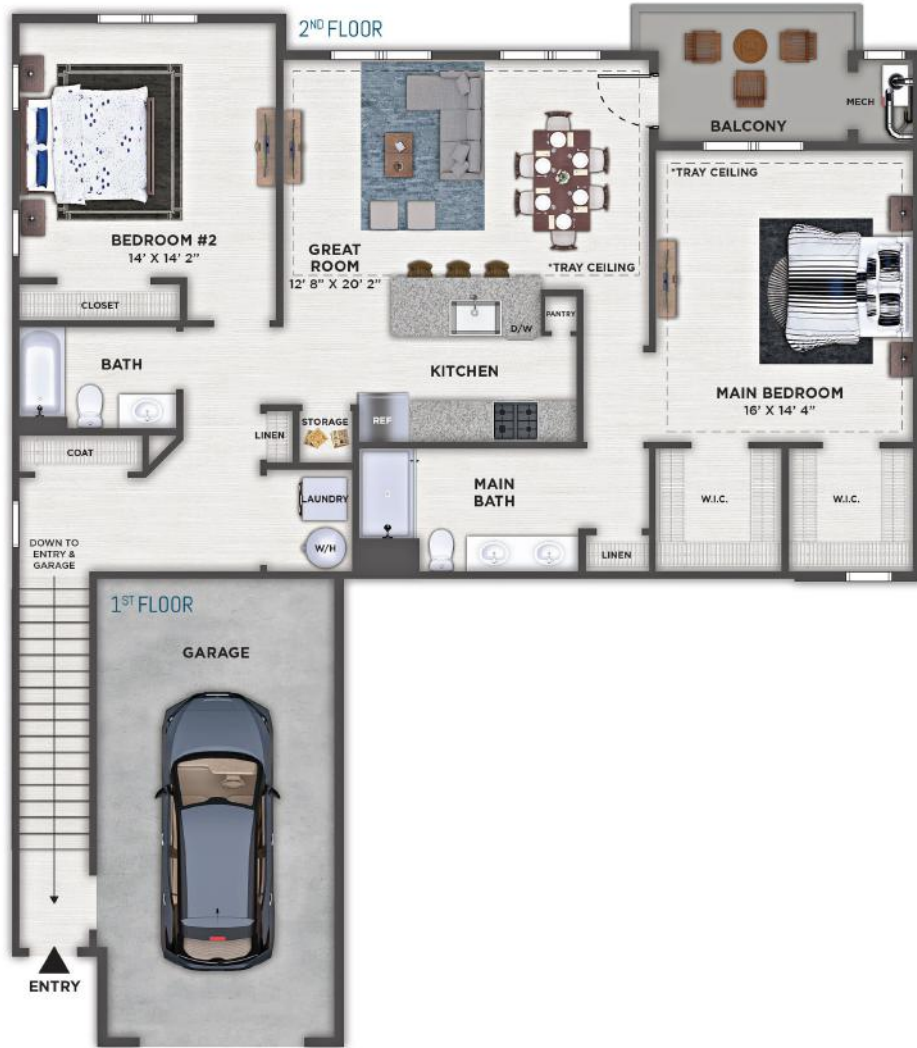 2ND FLOOR
MECH
BALCONY
*TRAY CEILING
BEDROOM #2
14' X 14' 2"
GREAT
ROOM
12' 8" X 20' 2"
*TRAY CEILING
CLOSET
PANTRY
D/W
BATH
KITCHEN
MAIN BEDROOM
16' X 14' 4"
REF
STORAGE
LINEN
COAT
MAIN
BATH
LAUNDRY
W.I.C.
W.I.C.
DOWN TO
ENTRY &
GARAGE
W/H
LINEN
1ST FLOOR
GARAGE
ENTRY